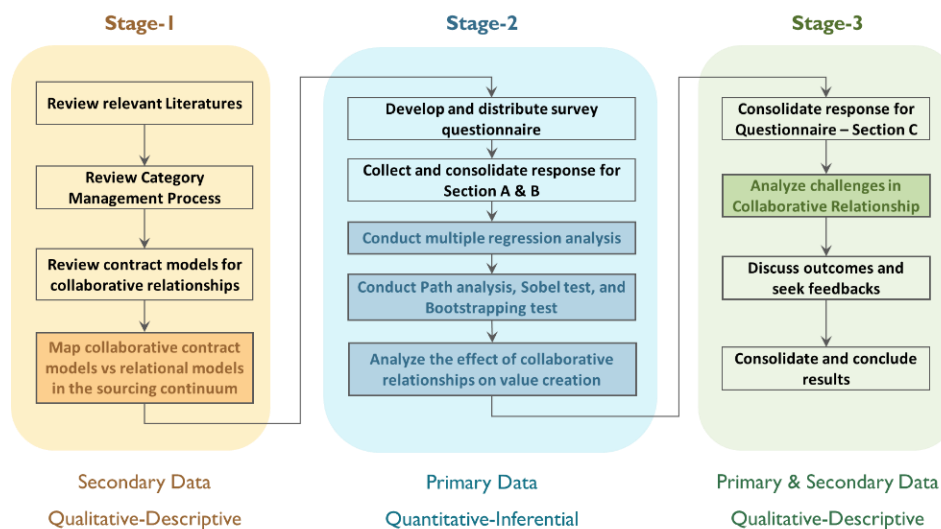 Stage-1
Review relevant Literatures
Review Category
Management Process
Review contract models for
collaborative relationships
Map collaborative contract
models vs relational models
in the sourcing continuum
Secondary Data
Qualitative-Descriptive
Stage-2
Develop and distribute survey
questionnaire
Collect and consolidate response for
Section A & B
Conduct multiple regression analysis
Conduct Path analysis, Sobel test, and
Bootstrapping test
Analyze the effect of collaborative
relationships on value creation
Primary Data
Quantitative-Inferential
Stage-3
Consolidate response for
Questionnaire – Section C
Analyze challenges in
Collaborative Relationship
Discuss outcomes and
seek feedbacks
Consolidate and conclude
results
Primary & Secondary Data
Qualitative-Descriptive